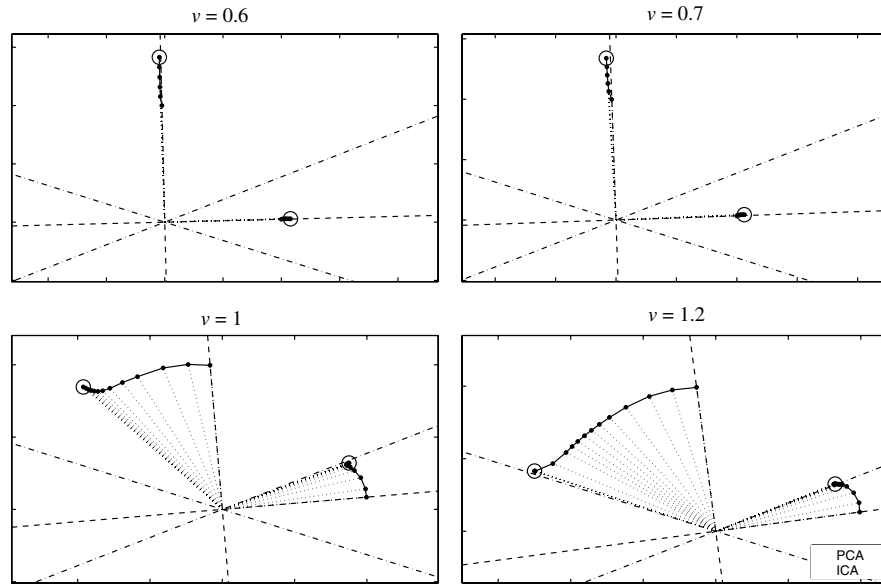 v = 0.6
v = 0.7
v = 1
v = 1.2
PCA
ICA